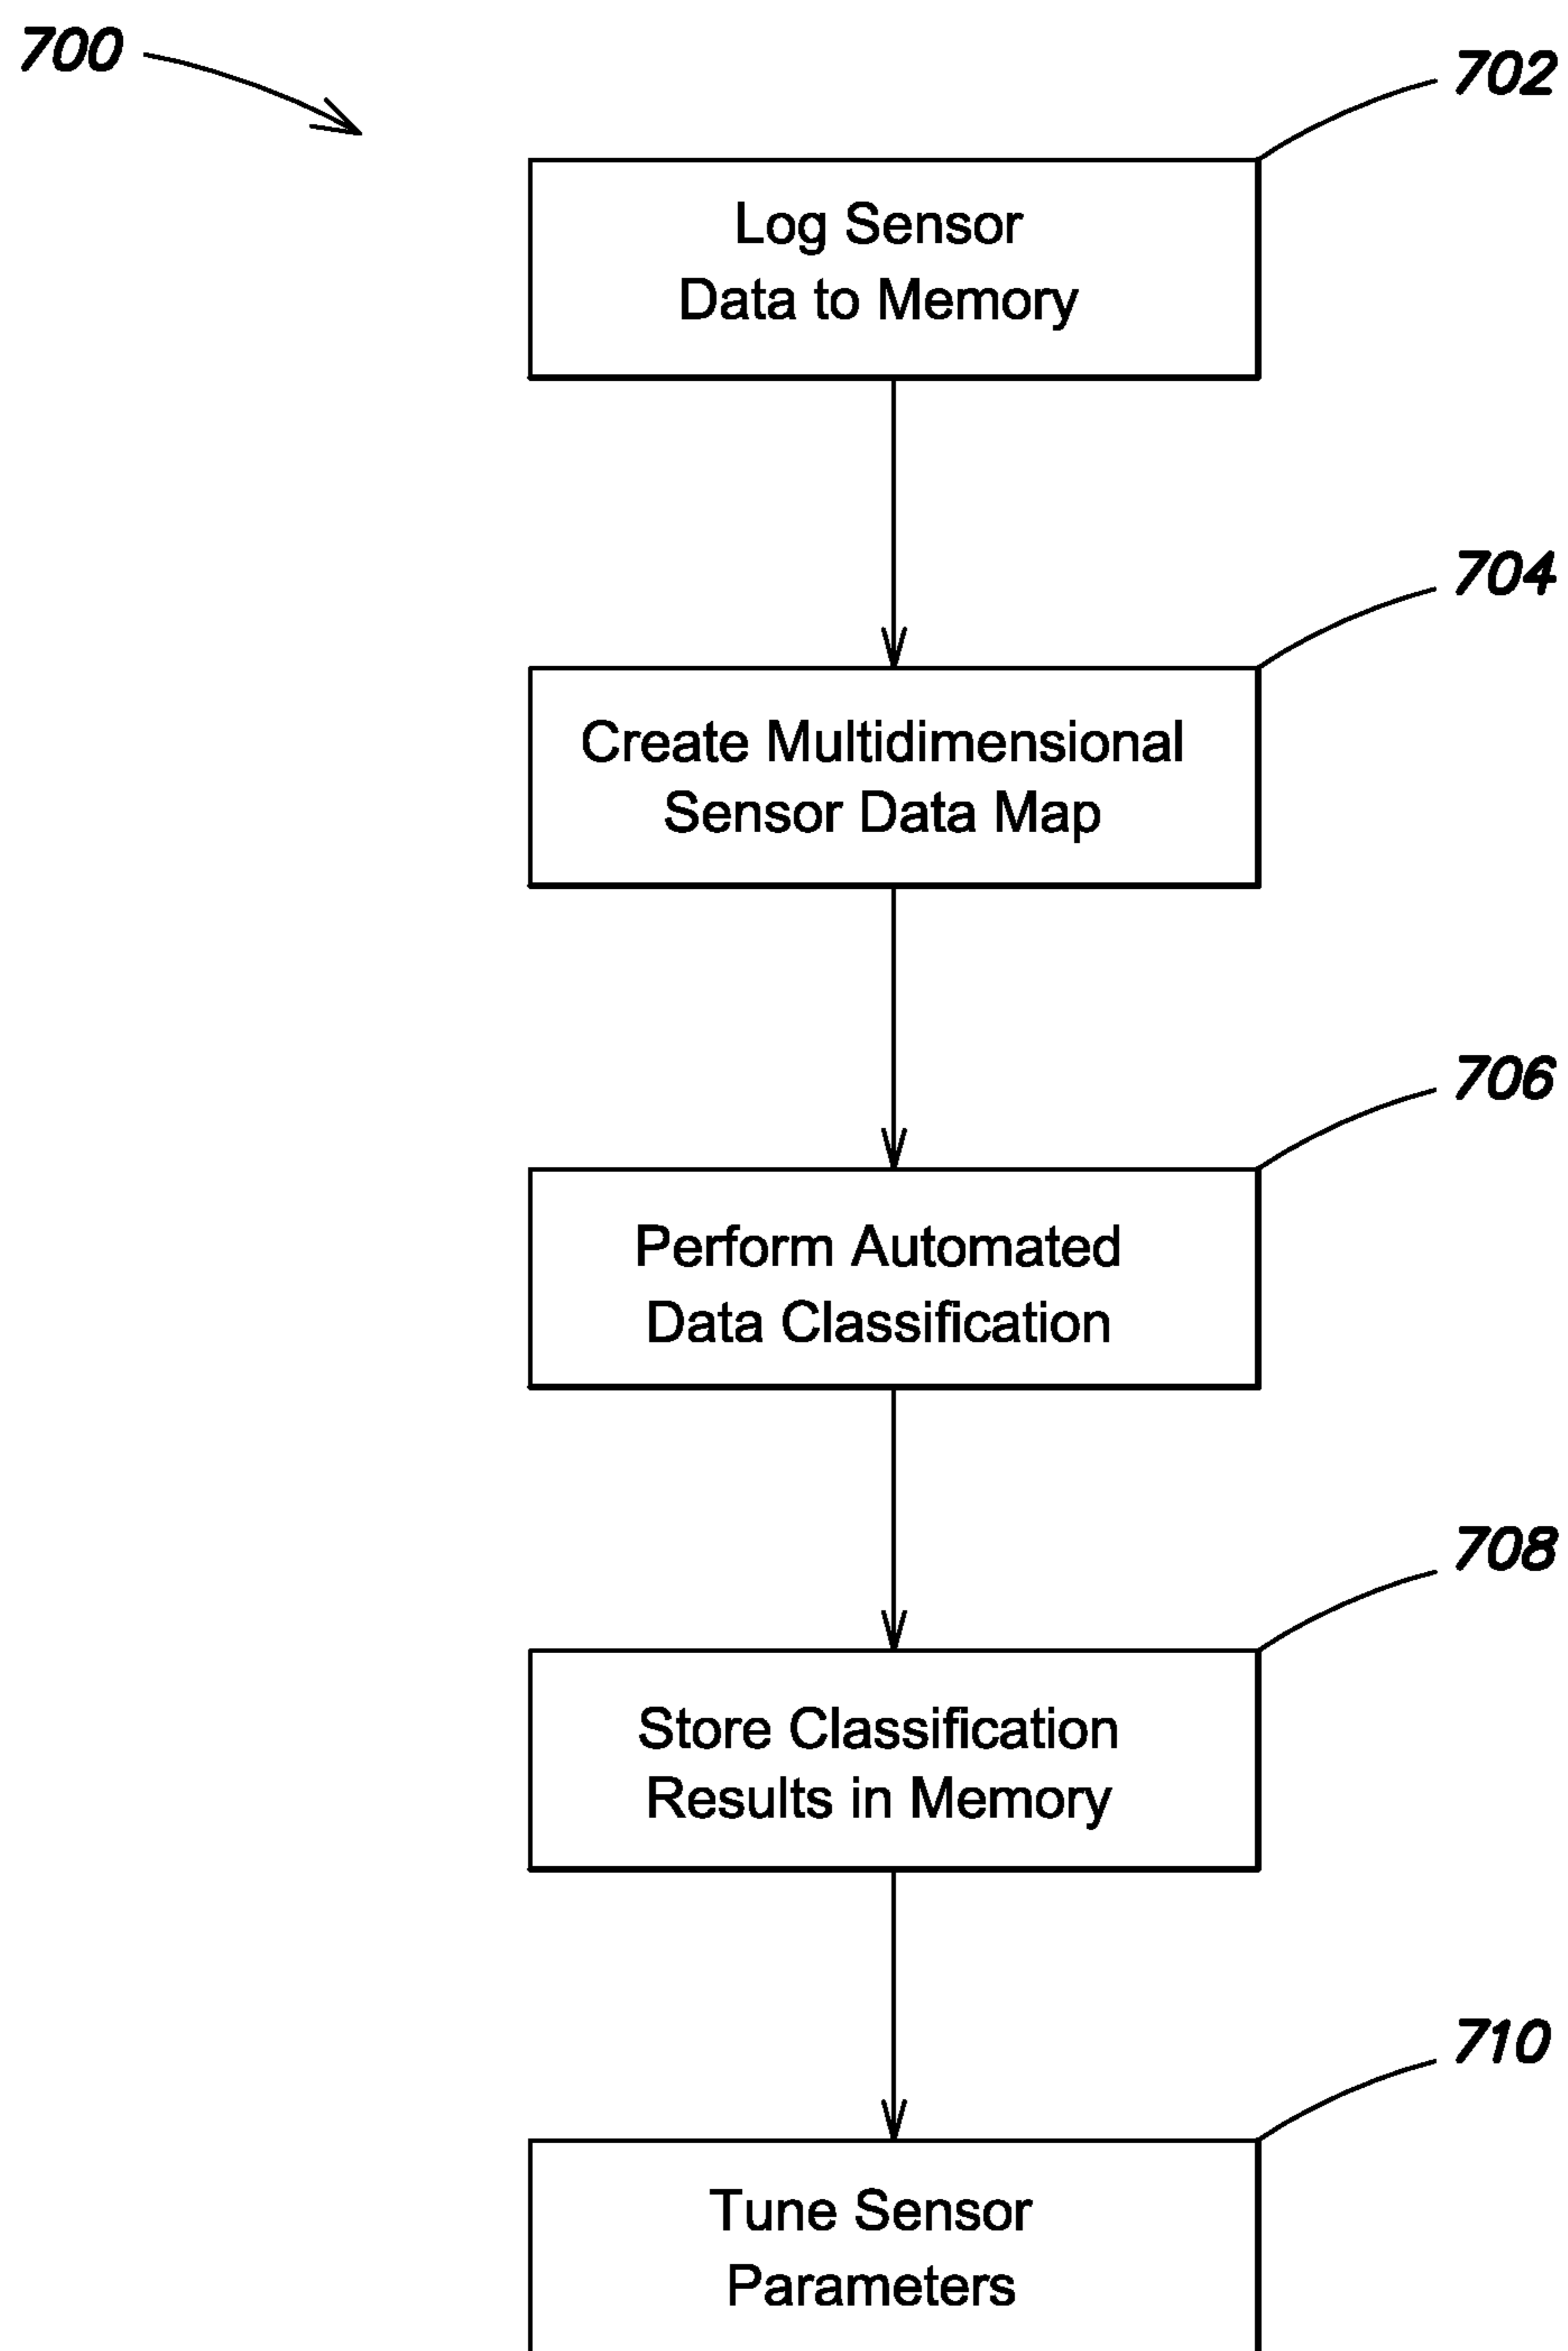 700
702
Log Sensor
Data to Memory
704
Create Multidimensional
Sensor Data Map
706
Perform Automated
Data Classification
708
Store Classification
Results in Memory
710
Tune Sensor
Parameters